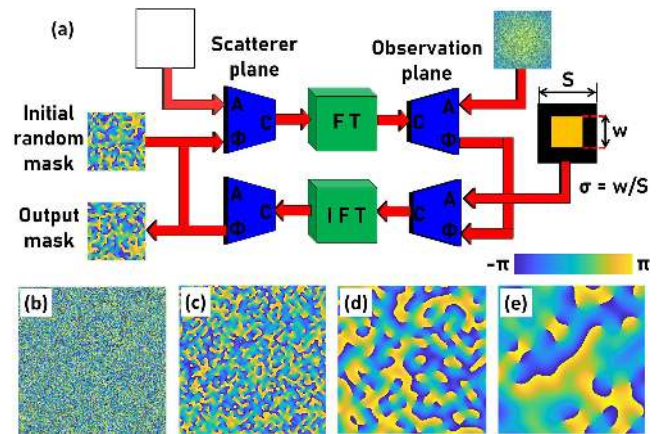 (a)
Scatterer
plane
Observation
plane
S
Initial
random
mask
A
Φ
C
FT
C
A
Φ
w
σ = w/S
Output
mask
C
Φ
IFT
C
A
Φ
-π
π
(b)
(c)
(d)
(e)